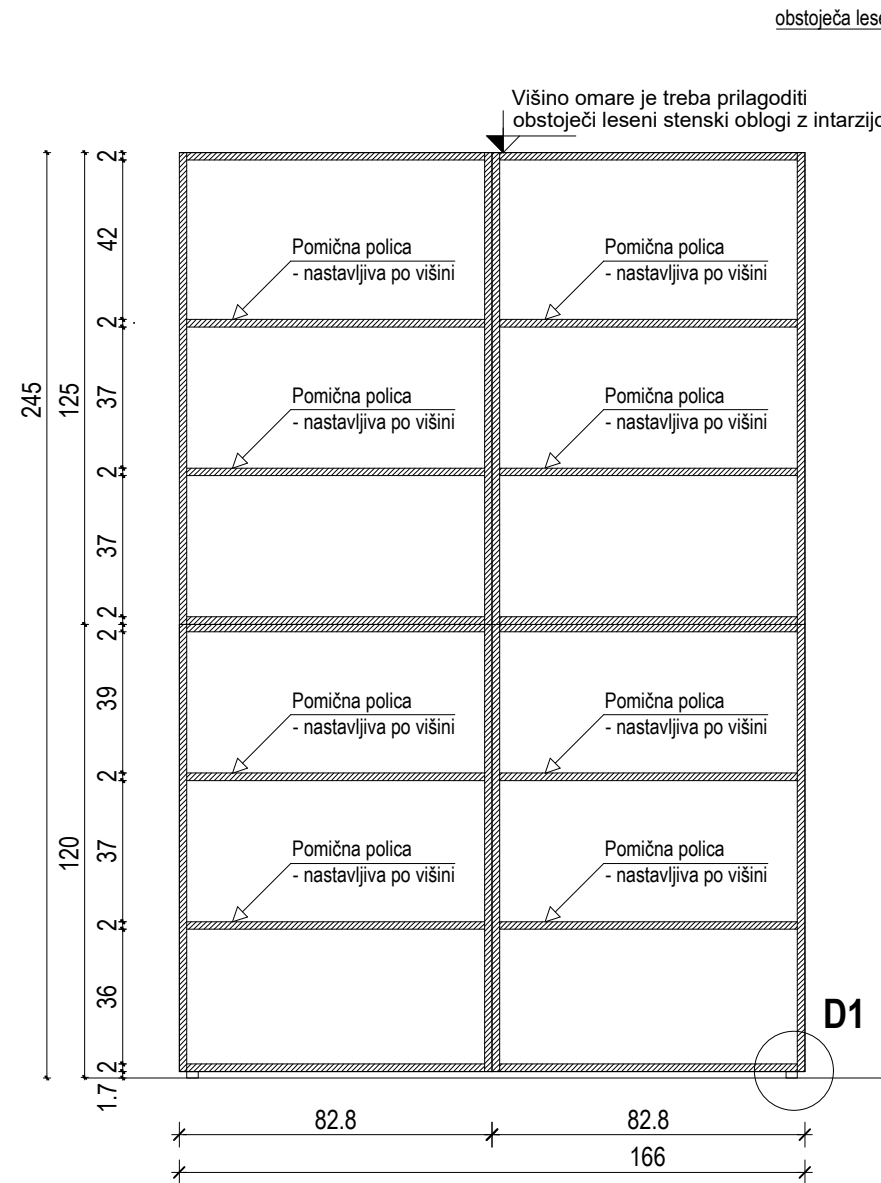 obstoječa lese
Višino omare je treba prilagoditi
obstoječi leseni stenski oblogi z intarzijo
2
42
Pomična polica
- nastavljiva po višini
Pomična polica
- nastavljiva po višini
2
245
125
37
Pomična polica
- nastavljiva po višini
Pomična polica
- nastavljiva po višini
2
37
2
2
39
Pomična polica
- nastavljiva po višini
Pomična polica
- nastavljiva po višini
2
120
37
Pomična polica
- nastavljiva po višini
Pomična polica
- nastavljiva po višini
2
36
D1
2
1.7
82.8
82.8
166